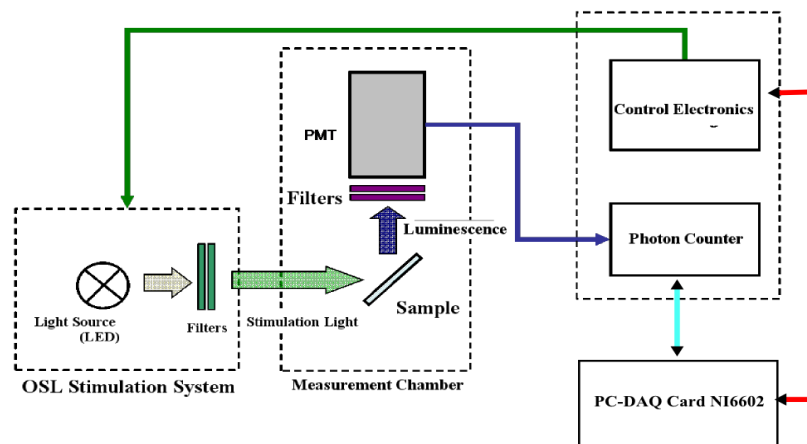 Control Electronics
PMT
Filters
Luminescence
Photon Counter
Sample
Light Source
(LED)
Filters
Stimulation Light
OSL Stimulation System
Measurement Chamber
PC-DAQ Card NI6602